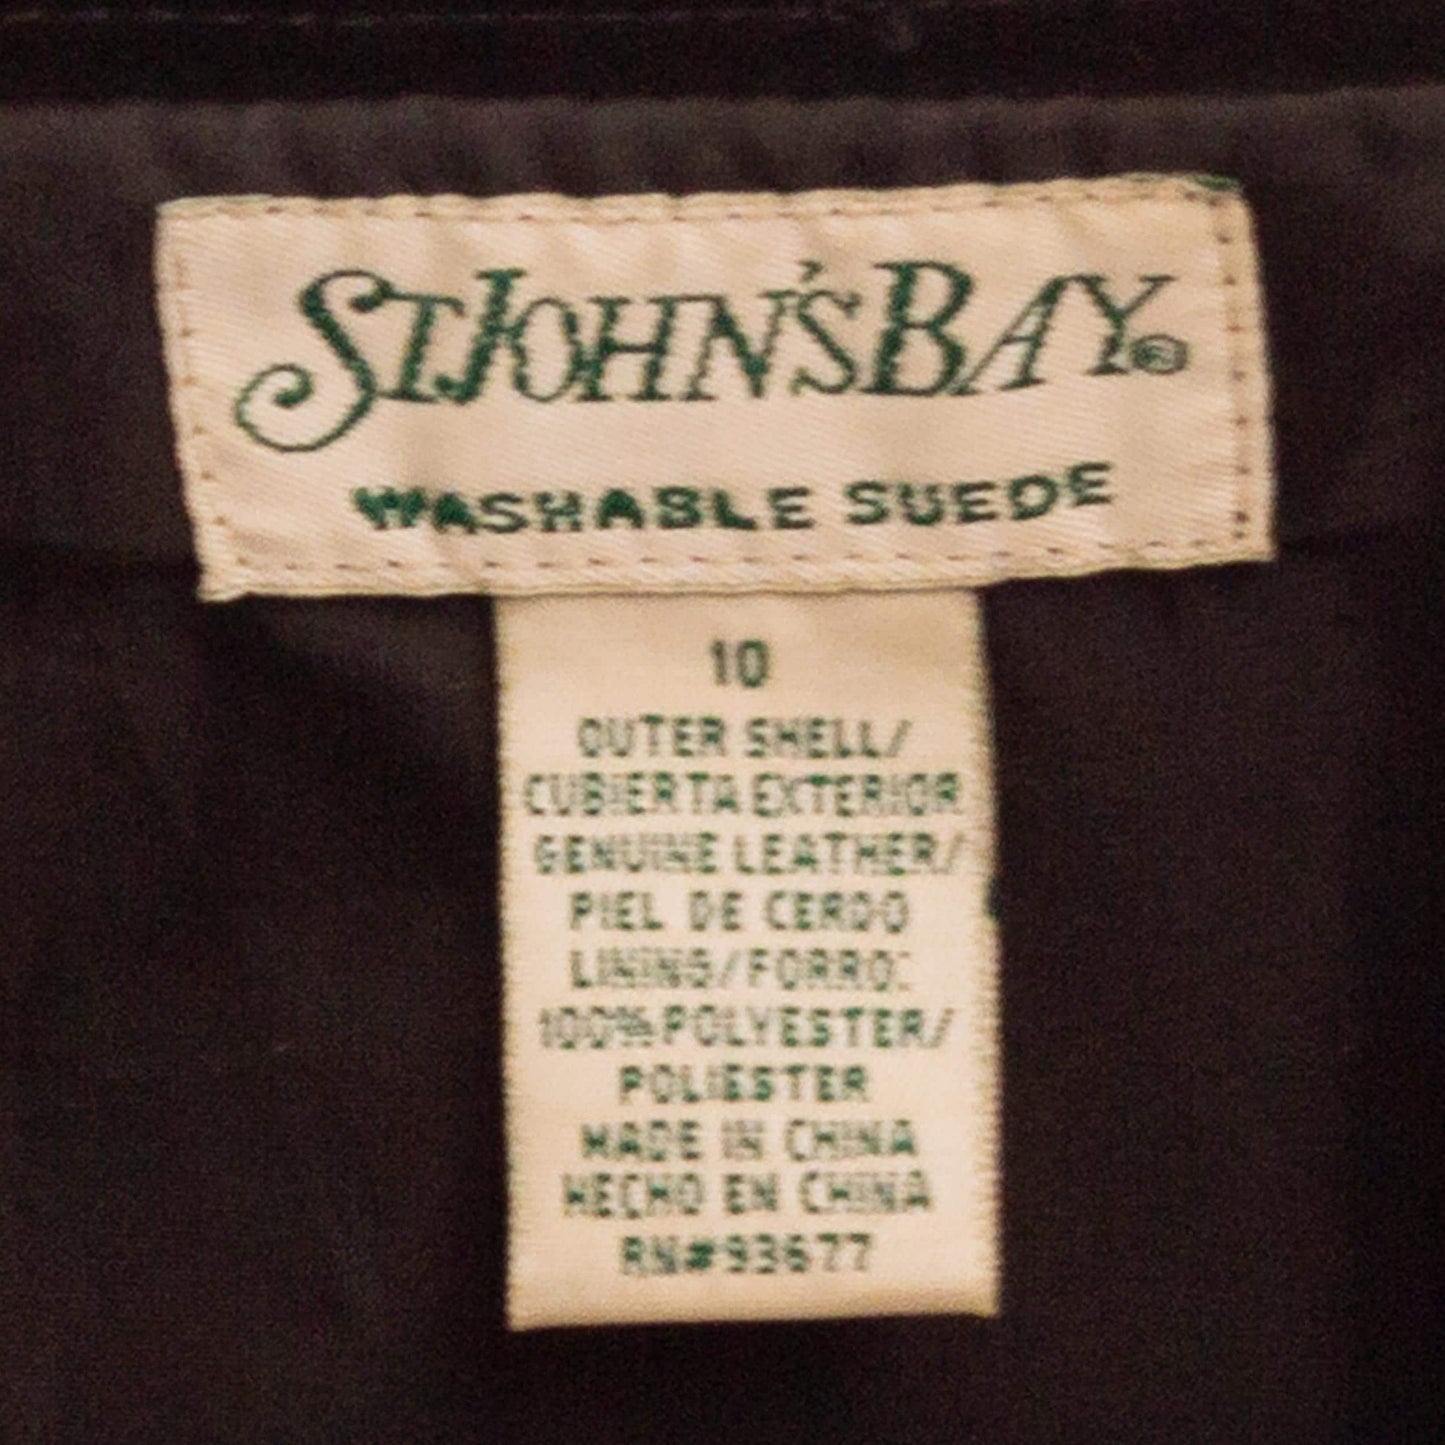 ST JOHN'S BAY®
WASHABLE SUEDE
10
OUTER SHELL/
CUBIERTA EXTERIOR
GENUINE LEATHER/
PIEL DE CERDO
LINING/FORRO:
100% POLYESTER/
POLIESTER
MADE IN CHINA
HECHO EN CHINA
RN#93677